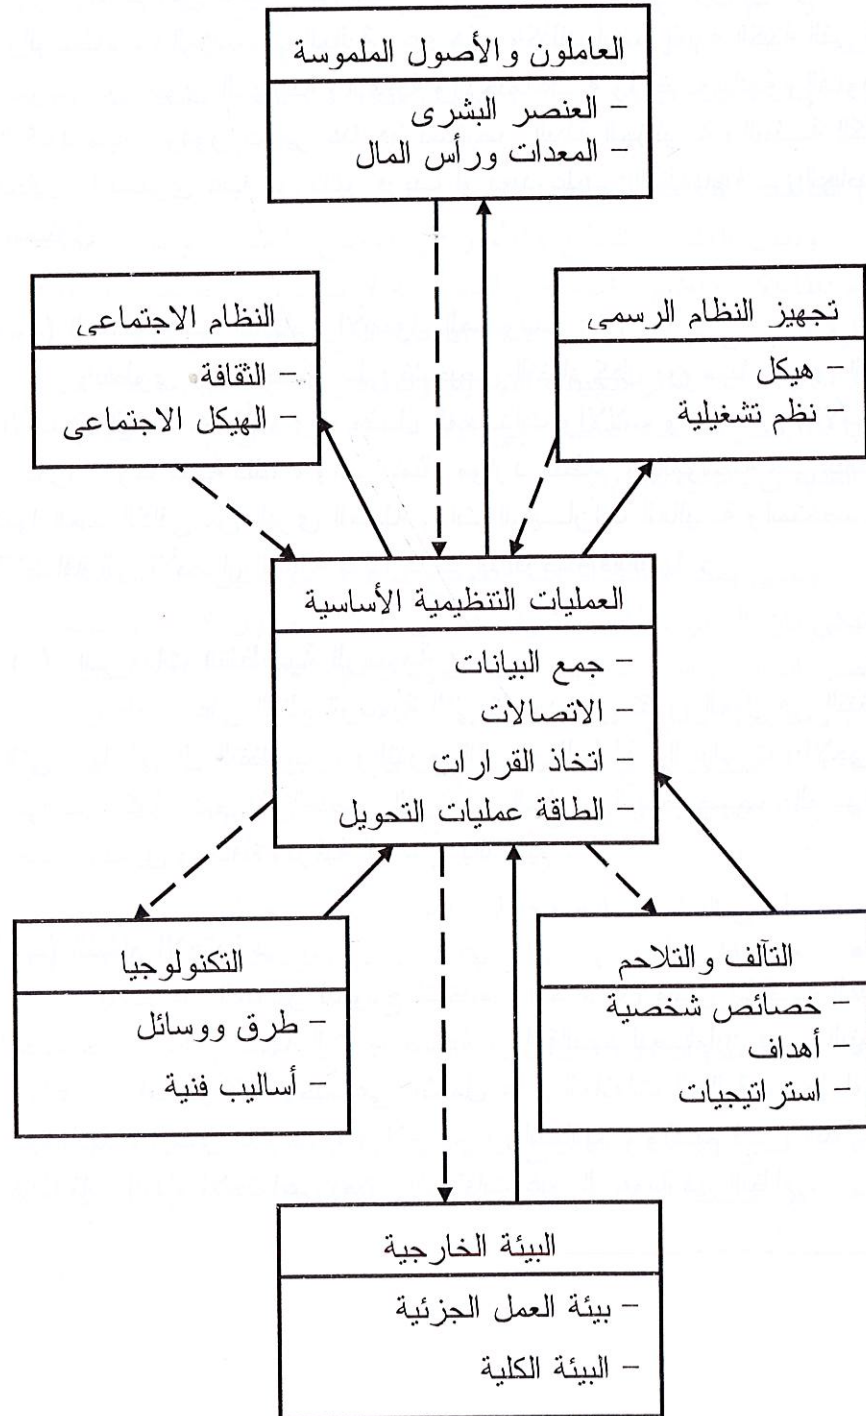 العاملون والأصول الملموسة
– العنصر البشرى
– المعدات ورأس المال
تجهيز النظام الرسمى
– هيكل
– نظم تشغيلية
النظام الاجتماعى
– الثقافة
– الهيكل الاجتماعى
العمليات التنظيمية الأساسية
– جمع البيانات
– الاتصالات
– اتخاذ القرارات
– الطاقة عمليات التحويل
التآلف والتلاحم
– خصائص شخصية
– أهداف
– استراتيجيات
التكنولوجيا
– طرق ووسائل
– أساليب فنية
البيئة الخارجية
– بيئة العمل الجزئية
– البيئة الكلية